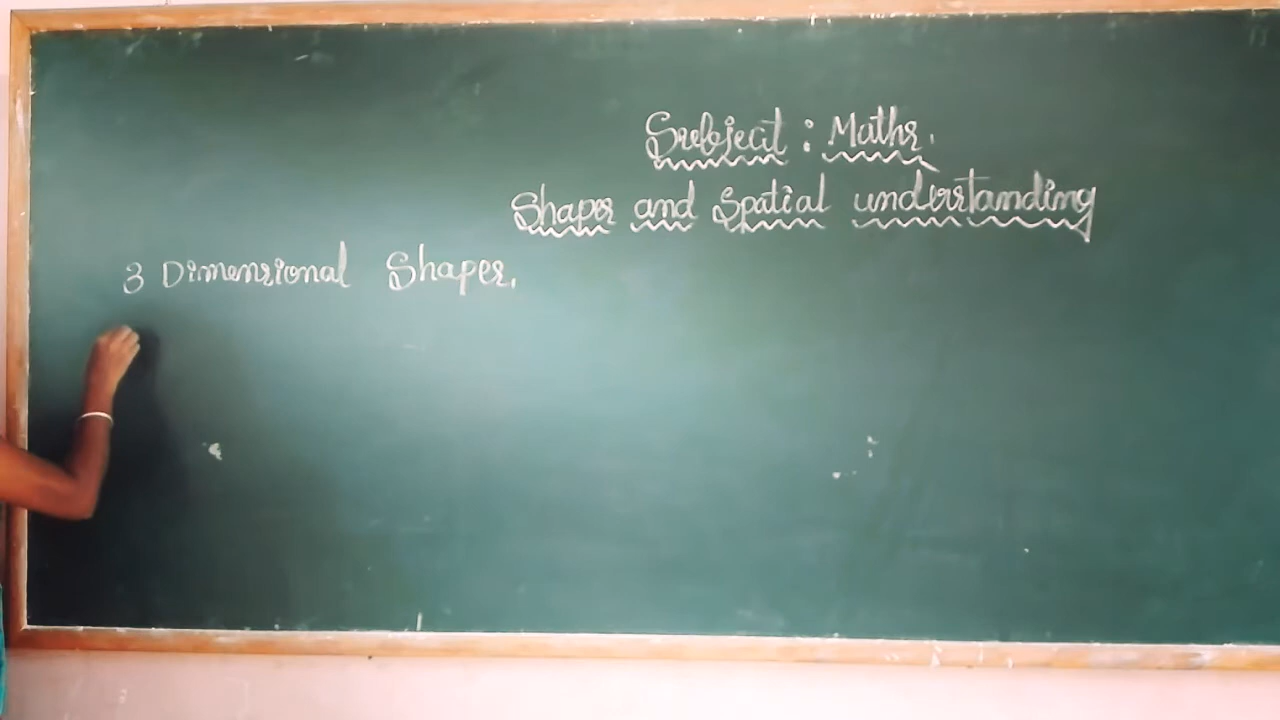 Subject : Maths.
Shapes and Spatial understanding
3 Dimensional Shapes.